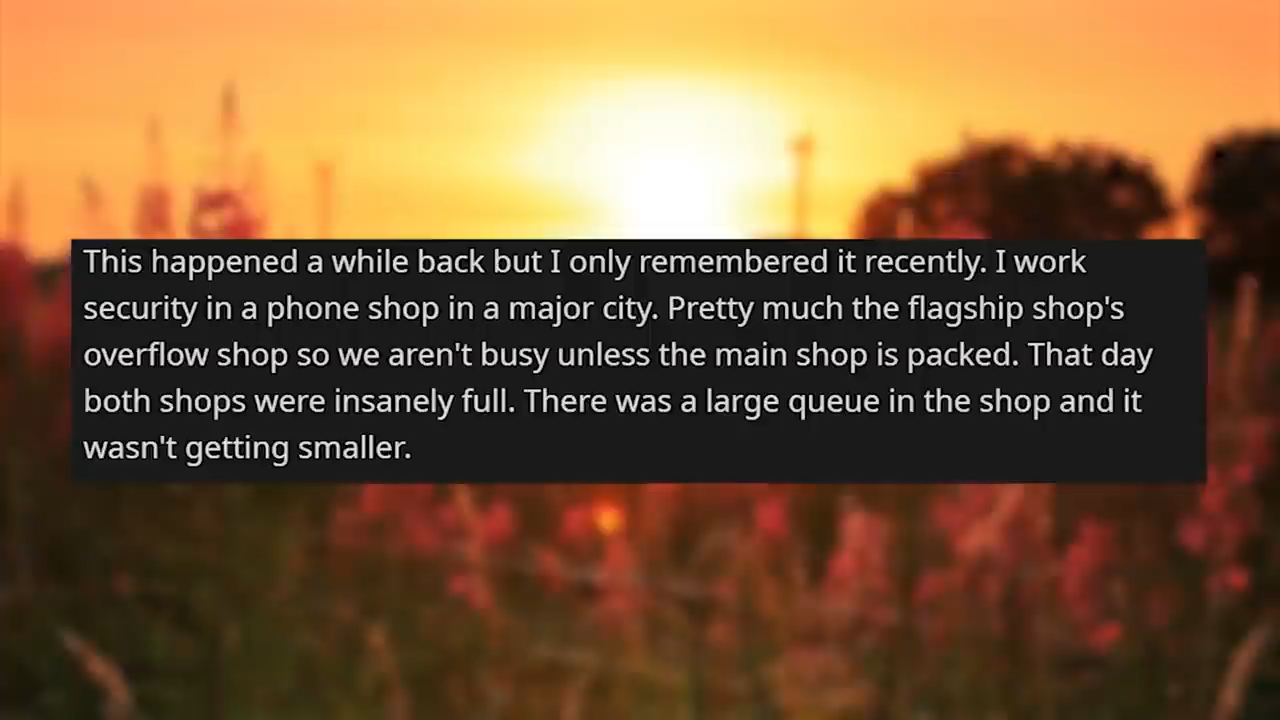 This happened a while back but I only remembered it recently. I work
security in a phone shop in a major city. Pretty much the flagship shop's
overflow shop so we aren't busy unless the main shop is packed. That day
both shops were insanely full. There was a large queue in the shop and it
wasn't getting smaller.